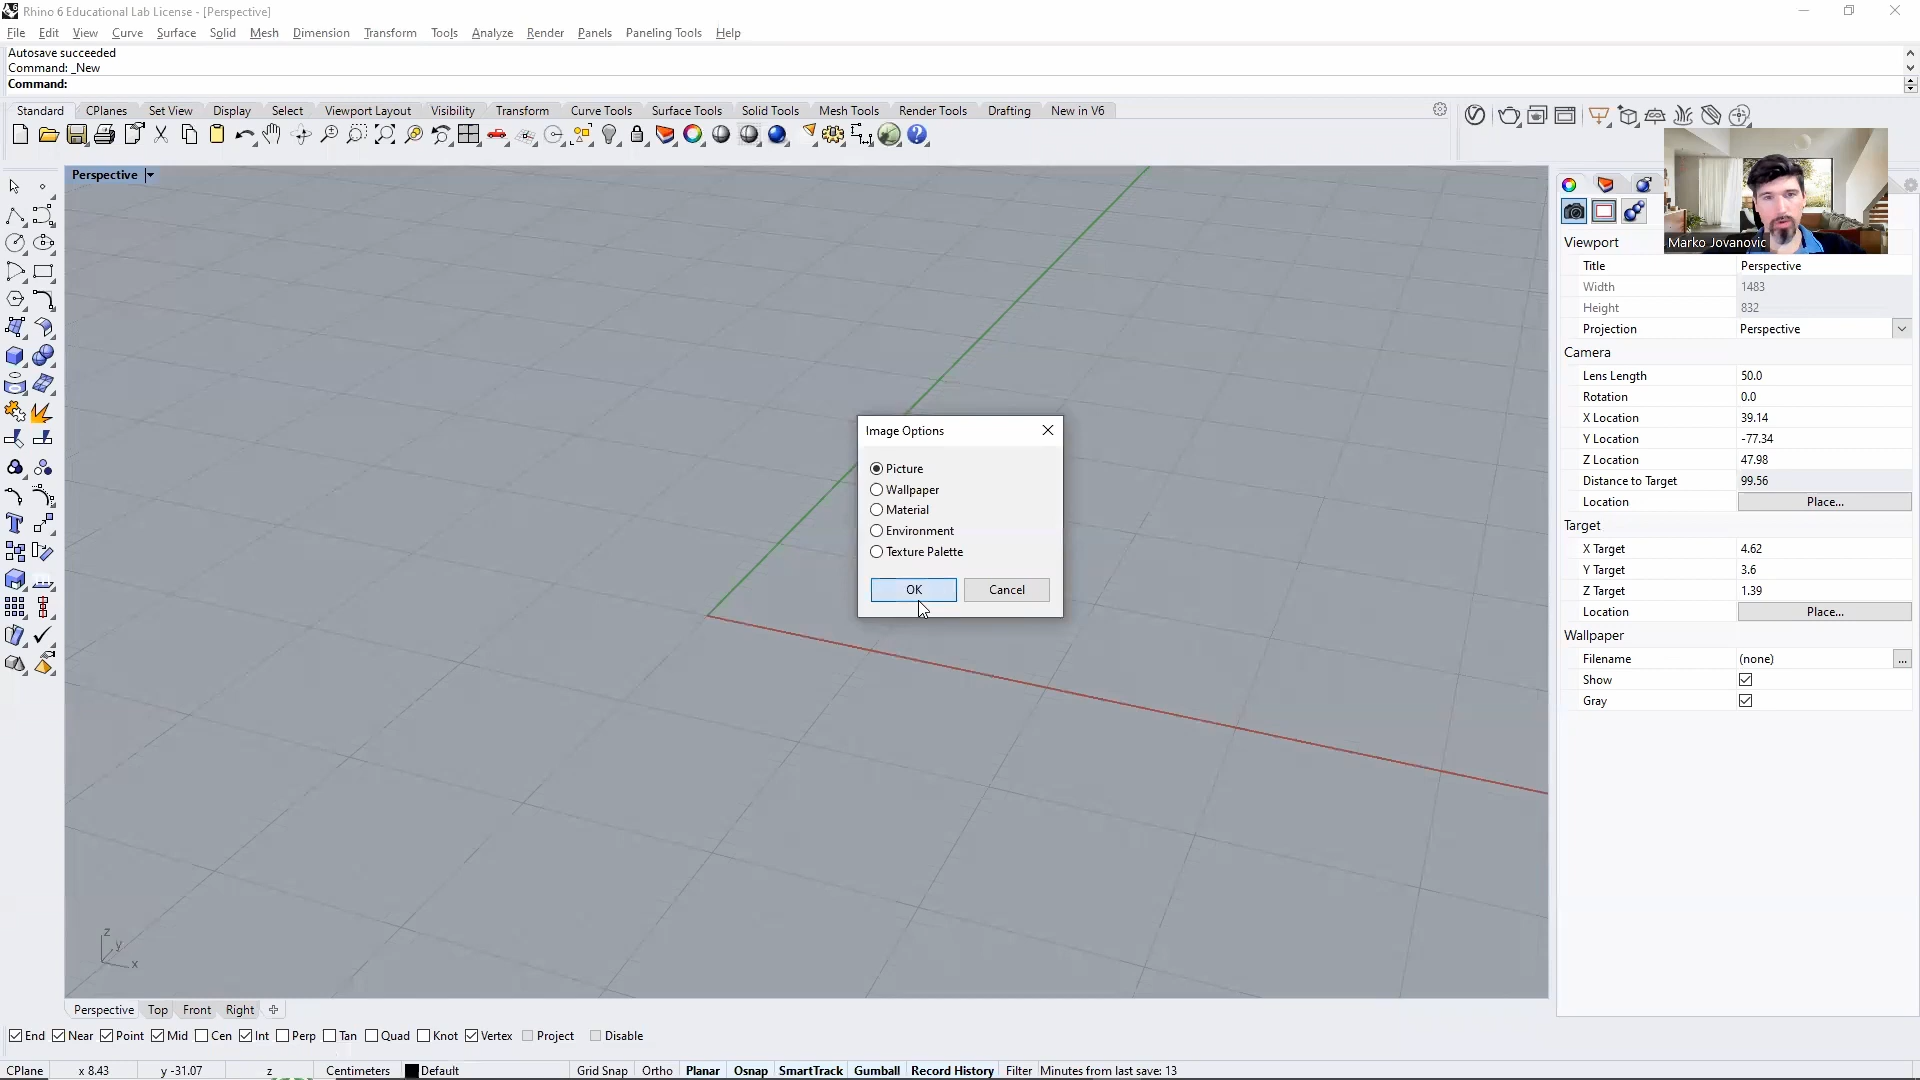 Rhino 6 Educational Lab License - [Perspective]
File Edit View Curve Surface Solid Mesh Dimension Transform Tools Analyze Render Panels Paneling Tools Help
Autosave succeeded
Command: _New
Command:
Standard CPlanes Set View Display Select Viewport Layout Visibility Transform Curve Tools Surface Tools Solid Tools Mesh Tools Render Tools Drafting New in V6
Perspective
Marko Jovanovic
Viewport
Title Perspective
Width 1483
Height 832
Projection Perspective
Camera
Lens Length 50.0
Rotation 0.0
X Location 39.14
Y Location -77.34
Z Location 47.98
Distance to Target 99.56
Location Place...
Target
X Target 4.62
Y Target 3.6
Z Target 1.39
Location Place...
Wallpaper
Filename (none) ...
Show
Gray
Image Options
Picture
Wallpaper
Material
Environment
Texture Palette
OK Cancel
z
y
x
Perspective Top Front Right
End Near Point Mid Cen Int Perp Tan Quad Knot Vertex Project Disable
CPlane x 8.43 y -31.07 z Centimeters Default Grid Snap Ortho Planar Osnap SmartTrack Gumball Record History Filter Minutes from last save: 13